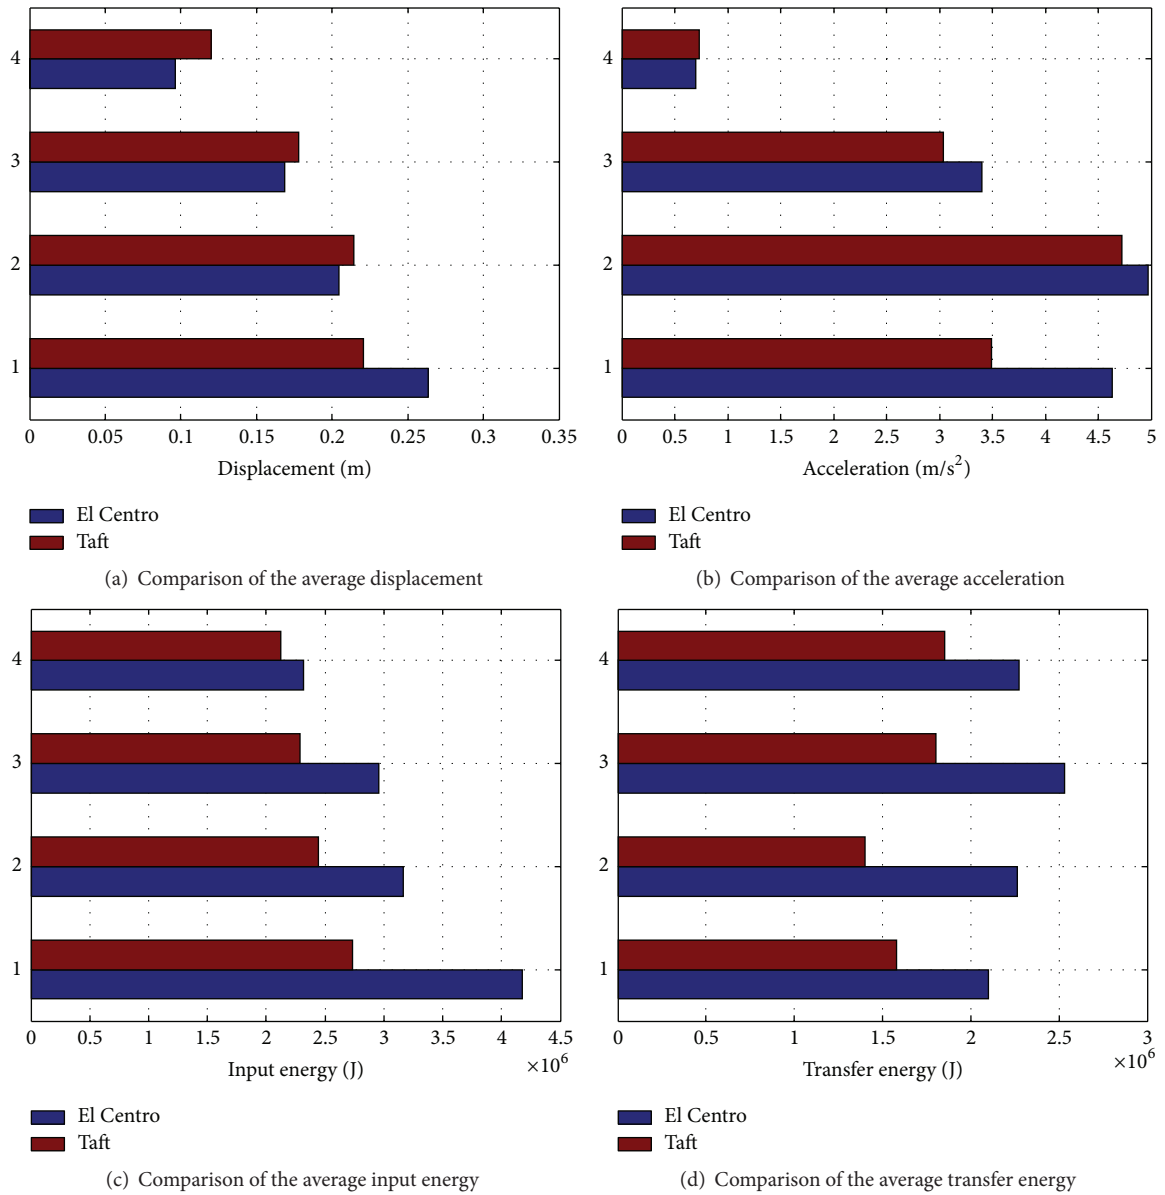 4
3
2
1
0 0.05 0.1 0.15 0.2 0.25 0.3 0.35
Displacement (m)
El Centro
Taft
(a) Comparison of the average displacement
4
3
2
1
0 0.5 1 1.5 2 2.5 3 3.5 4 4.5 5
Acceleration (m/s²)
El Centro
Taft
(b) Comparison of the average acceleration
4
3
2
1
0 0.5 1 1.5 2 2.5 3 3.5 4 4.5
×10⁶
Input energy (J)
El Centro
Taft
(c) Comparison of the average input energy
4
3
2
1
0 0.5 1 1.5 2 2.5 3
×10⁶
Transfer energy (J)
El Centro
Taft
(d) Comparison of the average transfer energy